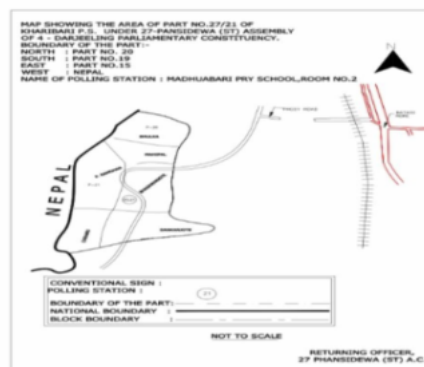 MAP SHOWING THE AREA OF PART NO.27/21 OF
KHARIBARI P.S. UNDER 27-PANSIDEWA (ST) ASSEMBLY
OF 4 - DARJEELING PARLIAMENTARY CONSTITUENCY.
BOUNDARY OF THE PART:-
NORTH : PART NO. 20
SOUTH : PART NO.19
EAST : PART NO.15
WEST : NEPAL
NAME OF POLLING STATION : MADHUABARI PRY SCHOOL,ROOM NO.2
N
NEPAL
CONVENTIONAL SIGN :
POLLING STATION : 21
BOUNDARY OF THE PART:
NATIONAL BOUNDARY :
BLOCK BOUNDARY :
NOT TO SCALE
RETURNING OFFICER,
27 PHANSIDEWA (ST) A.C.